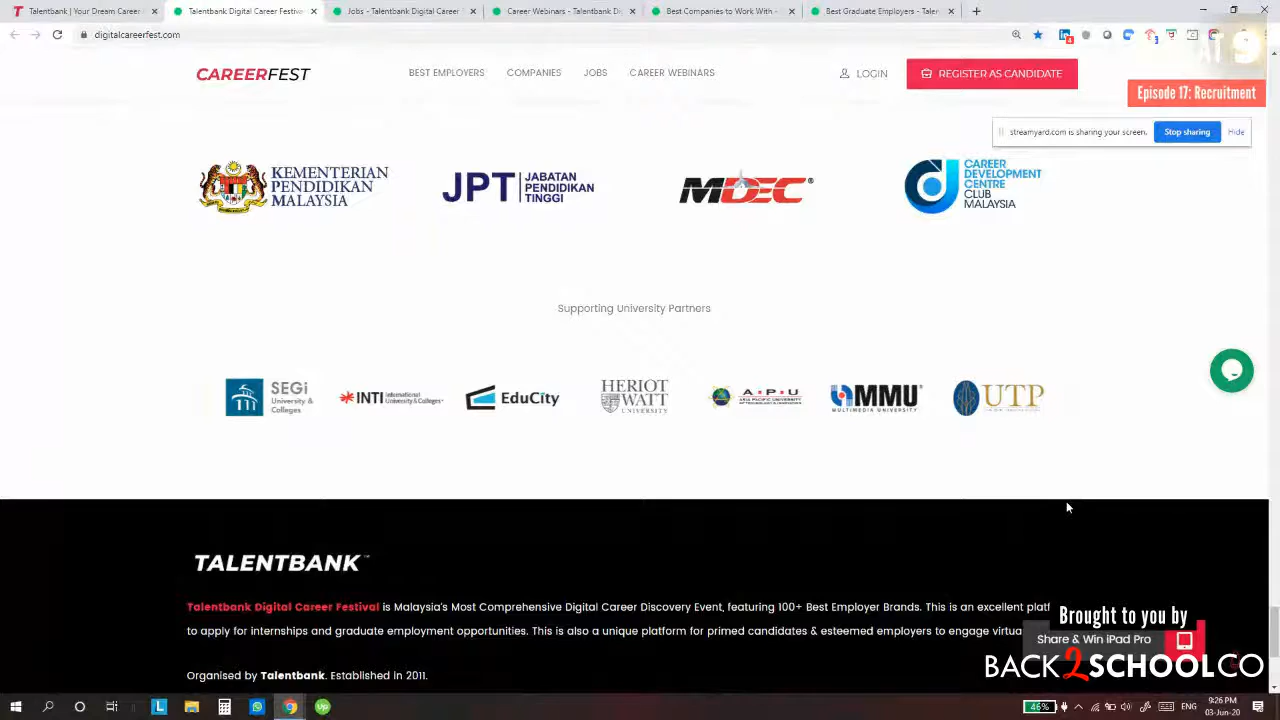 Talentbank | Your Dream Career
Talentbank Digital Career Festival
Jobs - Talentbank Digital Career
Career Webinars - Talentbank Di
Best Companies to Work With -
Best Graduate Employers - Talen
digitalcareerfest.com
CAREERFEST
BEST EMPLOYERS
COMPANIES
JOBS
CAREER WEBINARS
LOGIN
REGISTER AS CANDIDATE
Episode 17: Recruitment
streamyard.com is sharing your screen.
Stop sharing
Hide
KEMENTERIAN
PENDIDIKAN
MALAYSIA
JPT
JABATAN
PENDIDIKAN
TINGGI
MDEC®
CAREER
DEVELOPMENT
CENTRE
CLUB
MALAYSIA
Supporting University Partners
SEGi
University &
Colleges
INTI International
University & Colleges
EduCity
HERIOT
WATT
UNIVERSITY
A·P·U
ASIA PACIFIC UNIVERSITY
MMU
MULTIMEDIA UNIVERSITY
UTP
TALENTBANK
Talentbank Digital Career Festival is Malaysia's Most Comprehensive Digital Career Discovery Event, featuring 100+ Best Employer Brands. This is an excellent platf
to apply for internships and graduate employment opportunities. This is also a unique platform for primed candidates & esteemed employers to engage virtua
Brought to you by
Share & Win iPad Pro
BACK2SCHOOLCO
Organised by Talentbank. Established in 2011.
46%
ENG
9:26 PM
03-Jun-20